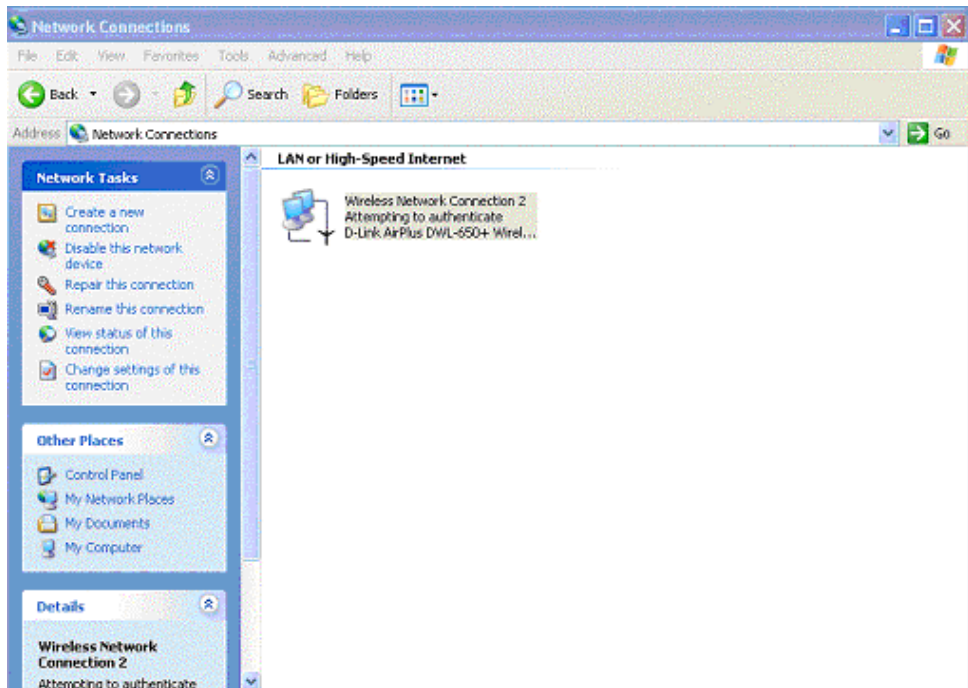 Network Connections
File Edit View Favorites Tools Advanced Help
Back Search Folders
Address Network Connections Go
Network Tasks
Create a new
connection
Disable this network
device
Repair this connection
Rename this connection
View status of this
connection
Change settings of this
connection
Other Places
Control Panel
My Network Places
My Documents
My Computer
Details
Wireless Network
Connection 2
Attempting to authenticate
LAN or High-Speed Internet
Wireless Network Connection 2
Attempting to authenticate
D-Link AirPlus DWL-650+ Wirel...